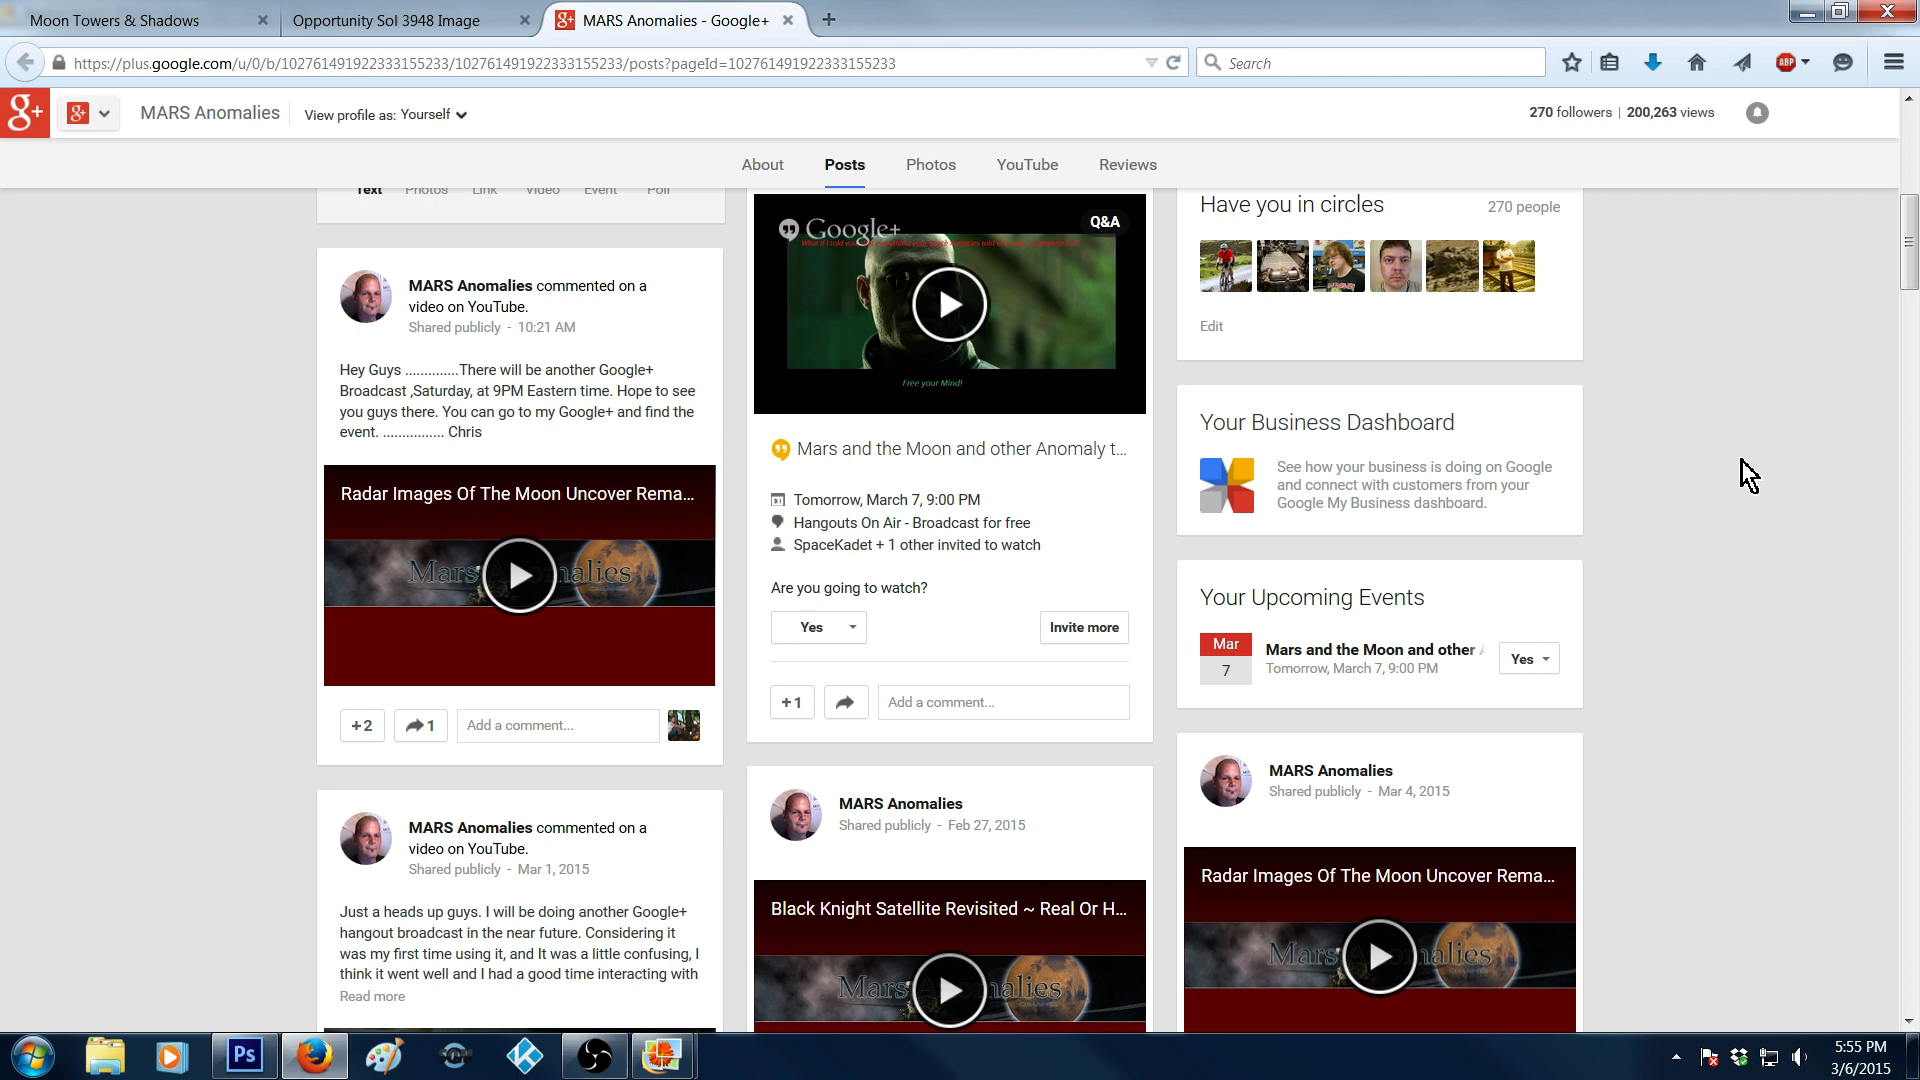 Moon Towers & Shadows
Opportunity Sol 3948 Image
MARS Anomalies - Google+
https://plus.google.com/u/0/b/102761491922333155233/102761491922333155233/posts?pageId=102761491922333155233
Search
ABP
g+
g+
MARS Anomalies
View profile as: Yourself
270 followers | 200,263 views
About
Posts
Photos
YouTube
Reviews
Text
Photos
Link
Video
Event
Poll
MARS Anomalies commented on a
video on YouTube.
Shared publicly - 10:21 AM
Hey Guys ..............There will be another Google+
Broadcast ,Saturday, at 9PM Eastern time. Hope to see
you guys there. You can go to my Google+ and find the
event. ................ Chris
Radar Images Of The Moon Uncover Rema...
Mars Anomalies
+2
1
Add a comment...
MARS Anomalies commented on a
video on YouTube.
Shared publicly - Mar 1, 2015
Just a heads up guys. I will be doing another Google+
hangout broadcast in the near future. Considering it
was my first time using it, and It was a little confusing, I
think it went well and I had a good time interacting with
Read more
Google+
Q&A
Free your Mind!
Mars and the Moon and other Anomaly t...
Tomorrow, March 7, 9:00 PM
Hangouts On Air - Broadcast for free
SpaceKadet + 1 other invited to watch
Are you going to watch?
Yes
Invite more
+1
Add a comment...
MARS Anomalies
Shared publicly - Feb 27, 2015
Black Knight Satellite Revisited ~ Real Or H...
Mars Anomalies
Have you in circles
270 people
Edit
Your Business Dashboard
See how your business is doing on Google
and connect with customers from your
Google My Business dashboard.
Your Upcoming Events
Mar
7
Mars and the Moon and other
Tomorrow, March 7, 9:00 PM
Yes
MARS Anomalies
Shared publicly - Mar 4, 2015
Radar Images Of The Moon Uncover Rema...
Mars Anomalies
Ps
5:55 PM
3/6/2015